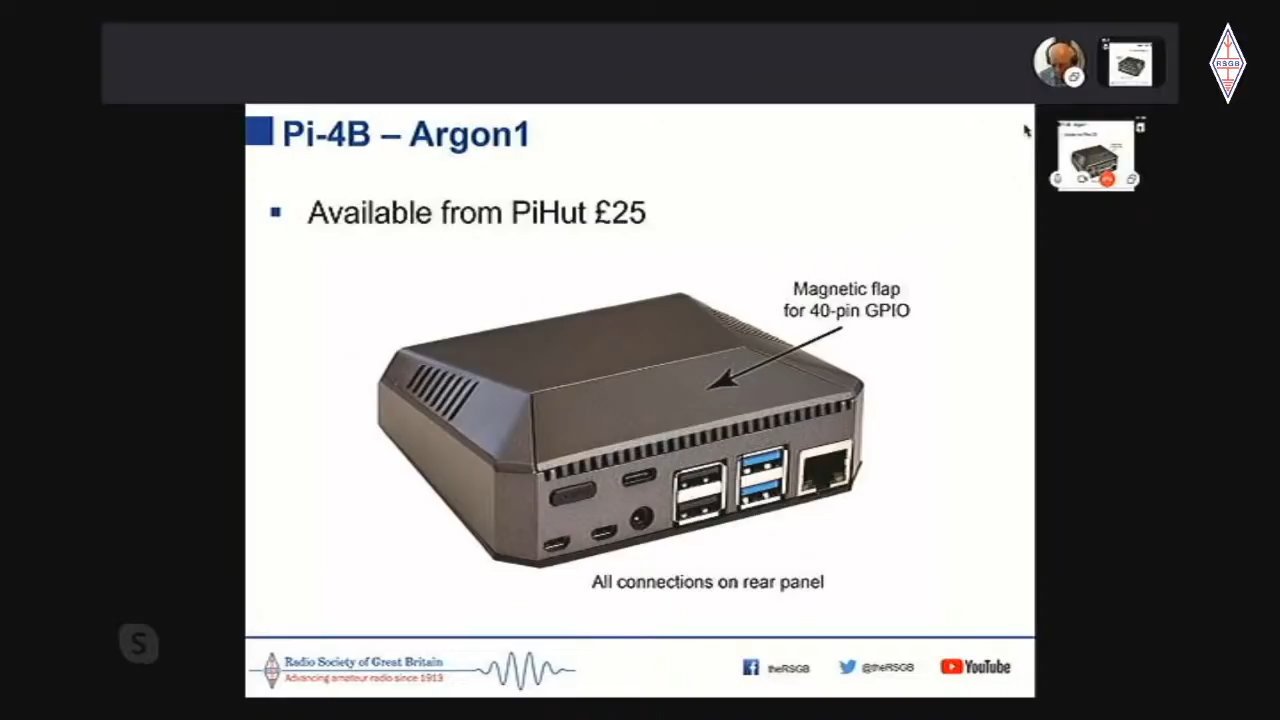 RSGB
Pi-4B – Argon1
Available from PiHut £25
Magnetic flap
for 40-pin GPIO
All connections on rear panel
Radio Society of Great Britain
Advancing amateur radio since 1913
theRSGB
@theRSGB
YouTube
S